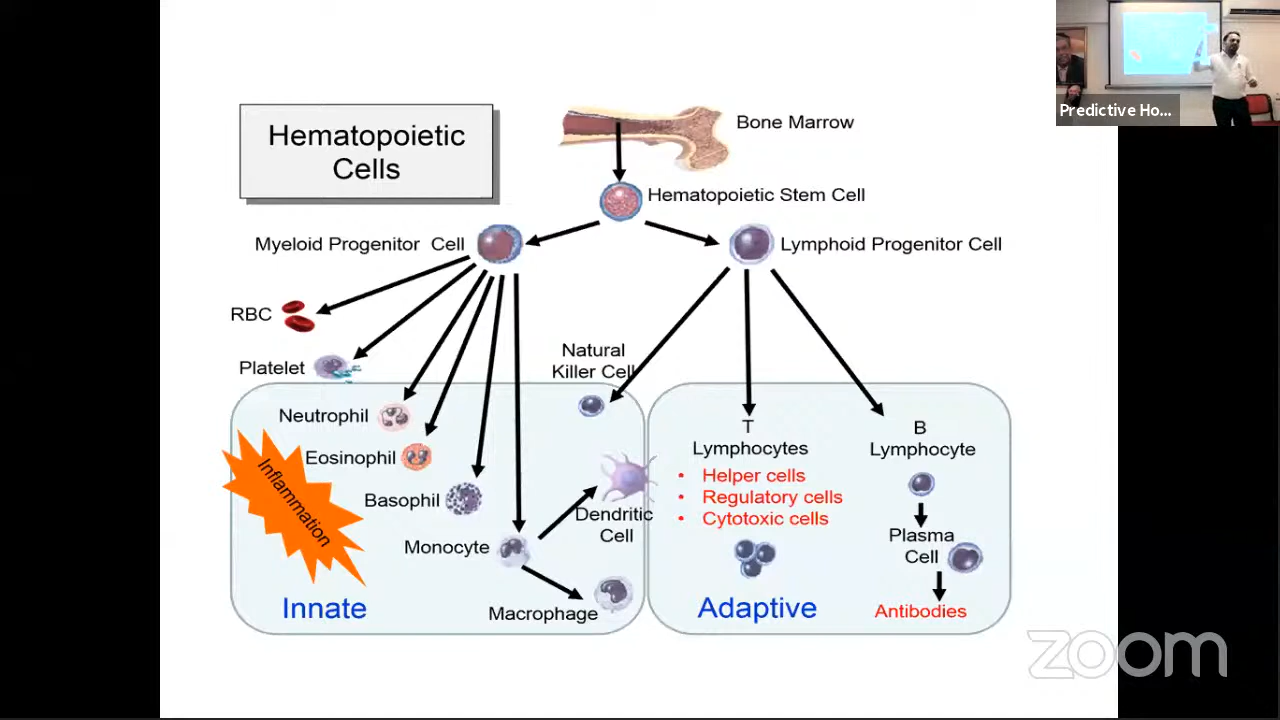 Predictive Ho...
Hematopoietic
Cells
Bone Marrow
Hematopoietic Stem Cell
Myeloid Progenitor Cell
Lymphoid Progenitor Cell
RBC
Platelet
Natural
Killer Cell
Neutrophil
Eosinophil
Basophil
Monocyte
Dendritic
Cell
Macrophage
Inflammation
Innate
T
Lymphocytes
• Helper cells
• Regulatory cells
• Cytotoxic cells
B
Lymphocyte
Plasma
Cell
Antibodies
Adaptive
zoom